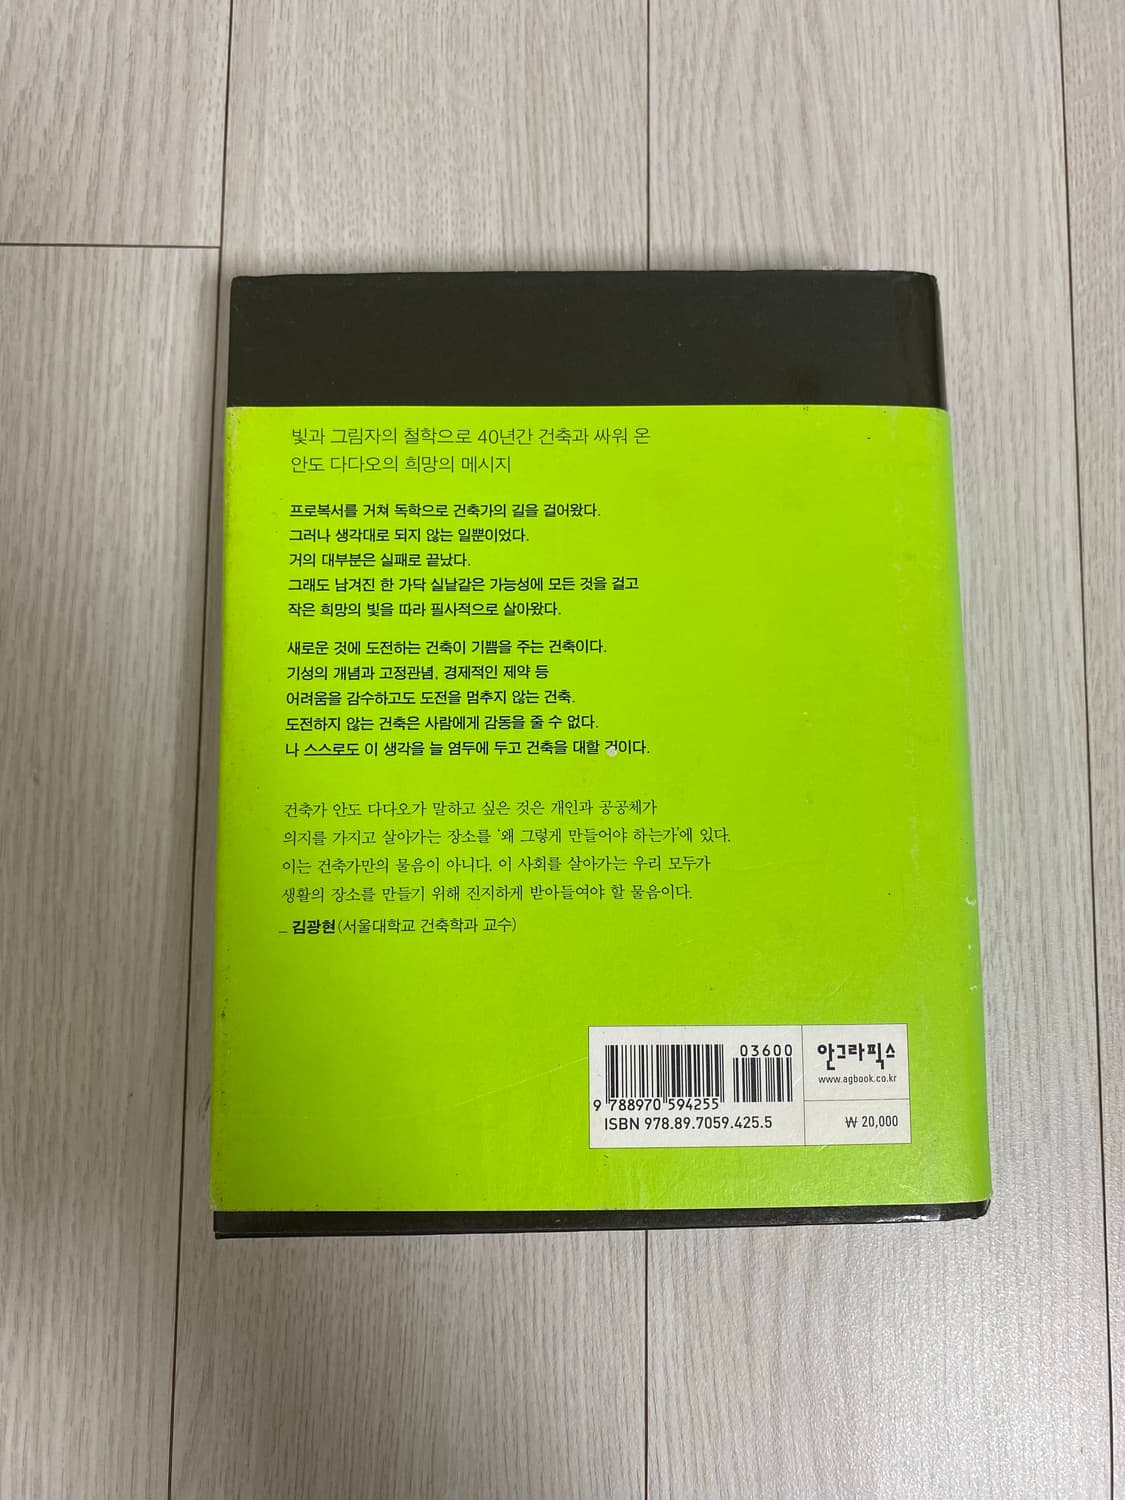 빛과 그림자의 철학으로 40년간 건축과 싸워 온
안도 다다오의 희망의 메시지
프로복서를 거쳐 독학으로 건축가의 길을 걸어왔다.
그러나 생각대로 되지 않는 일뿐이었다.
거의 대부분은 실패로 끝났다.
그래도 남겨진 한 가닥 실낱같은 가능성에 모든 것을 걸고
작은 희망의 빛을 따라 필사적으로 살아왔다.
새로운 것에 도전하는 건축이 기쁨을 주는 건축이다.
기성의 개념과 고정관념, 경제적인 제약 등
어려움을 감수하고도 도전을 멈추지 않는 건축.
도전하지 않는 건축은 사람에게 감동을 줄 수 없다.
나 스스로도 이 생각을 늘 염두에 두고 건축을 대할 것이다.
건축가 안도 다다오가 말하고 싶은 것은 개인과 공공체가
의지를 가지고 살아가는 장소를 '왜 그렇게 만들어야 하는가'에 있다.
이는 건축가만의 물음이 아니다. 이 사회를 살아가는 우리 모두가
생활의 장소를 만들기 위해 진지하게 받아들여야 할 물음이다.
_ 김광현(서울대학교 건축학과 교수)
03600
9 788970 594255
ISBN 978.89.7059.425.5
안그라픽스
www.agbook.co.kr
₩ 20,000